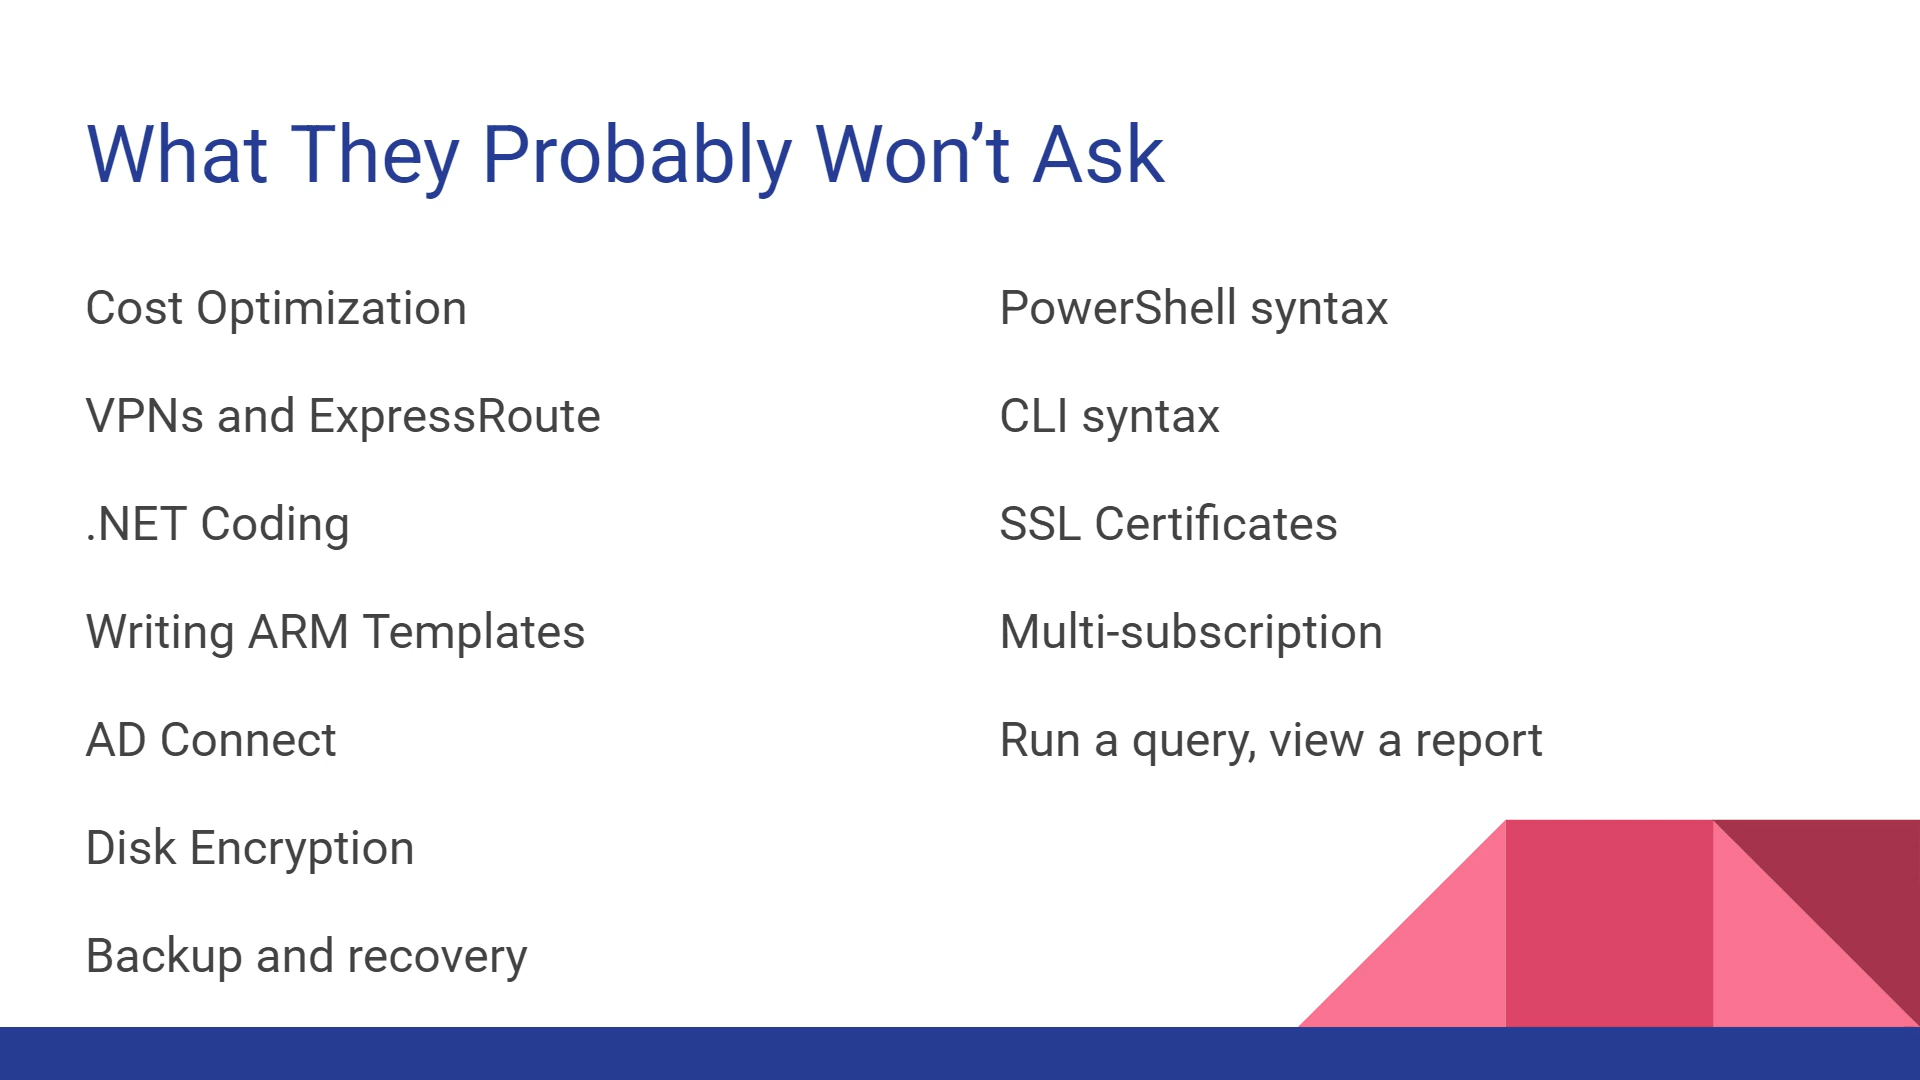 What They Probably Won’t Ask
Cost Optimization
VPNs and ExpressRoute
.NET Coding
Writing ARM Templates
AD Connect
Disk Encryption
Backup and recovery
PowerShell syntax
CLI syntax
SSL Certificates
Multi-subscription
Run a query, view a report